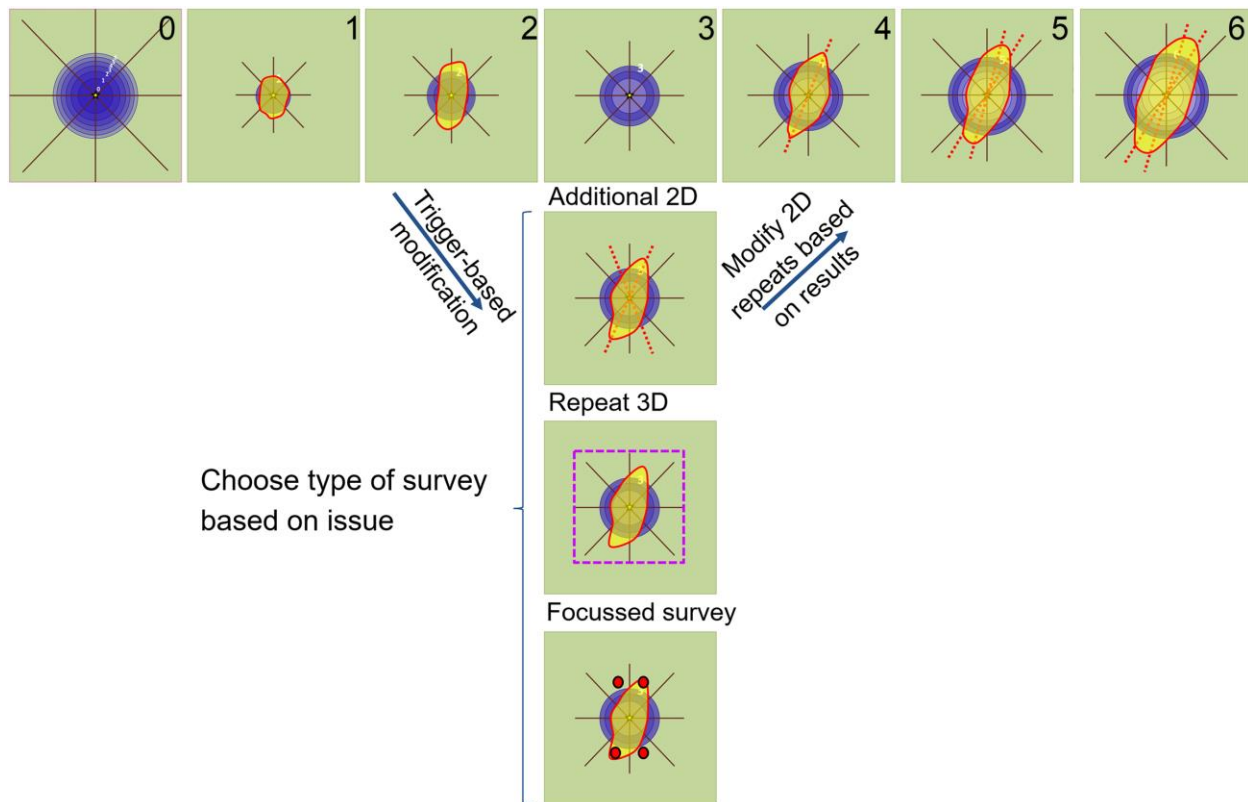 0 1 2 3 4 5 6
Trigger-based
modification
Additional 2D
Modify 2D
repeats based
on results
Repeat 3D
Choose type of survey
based on issue
Focussed survey